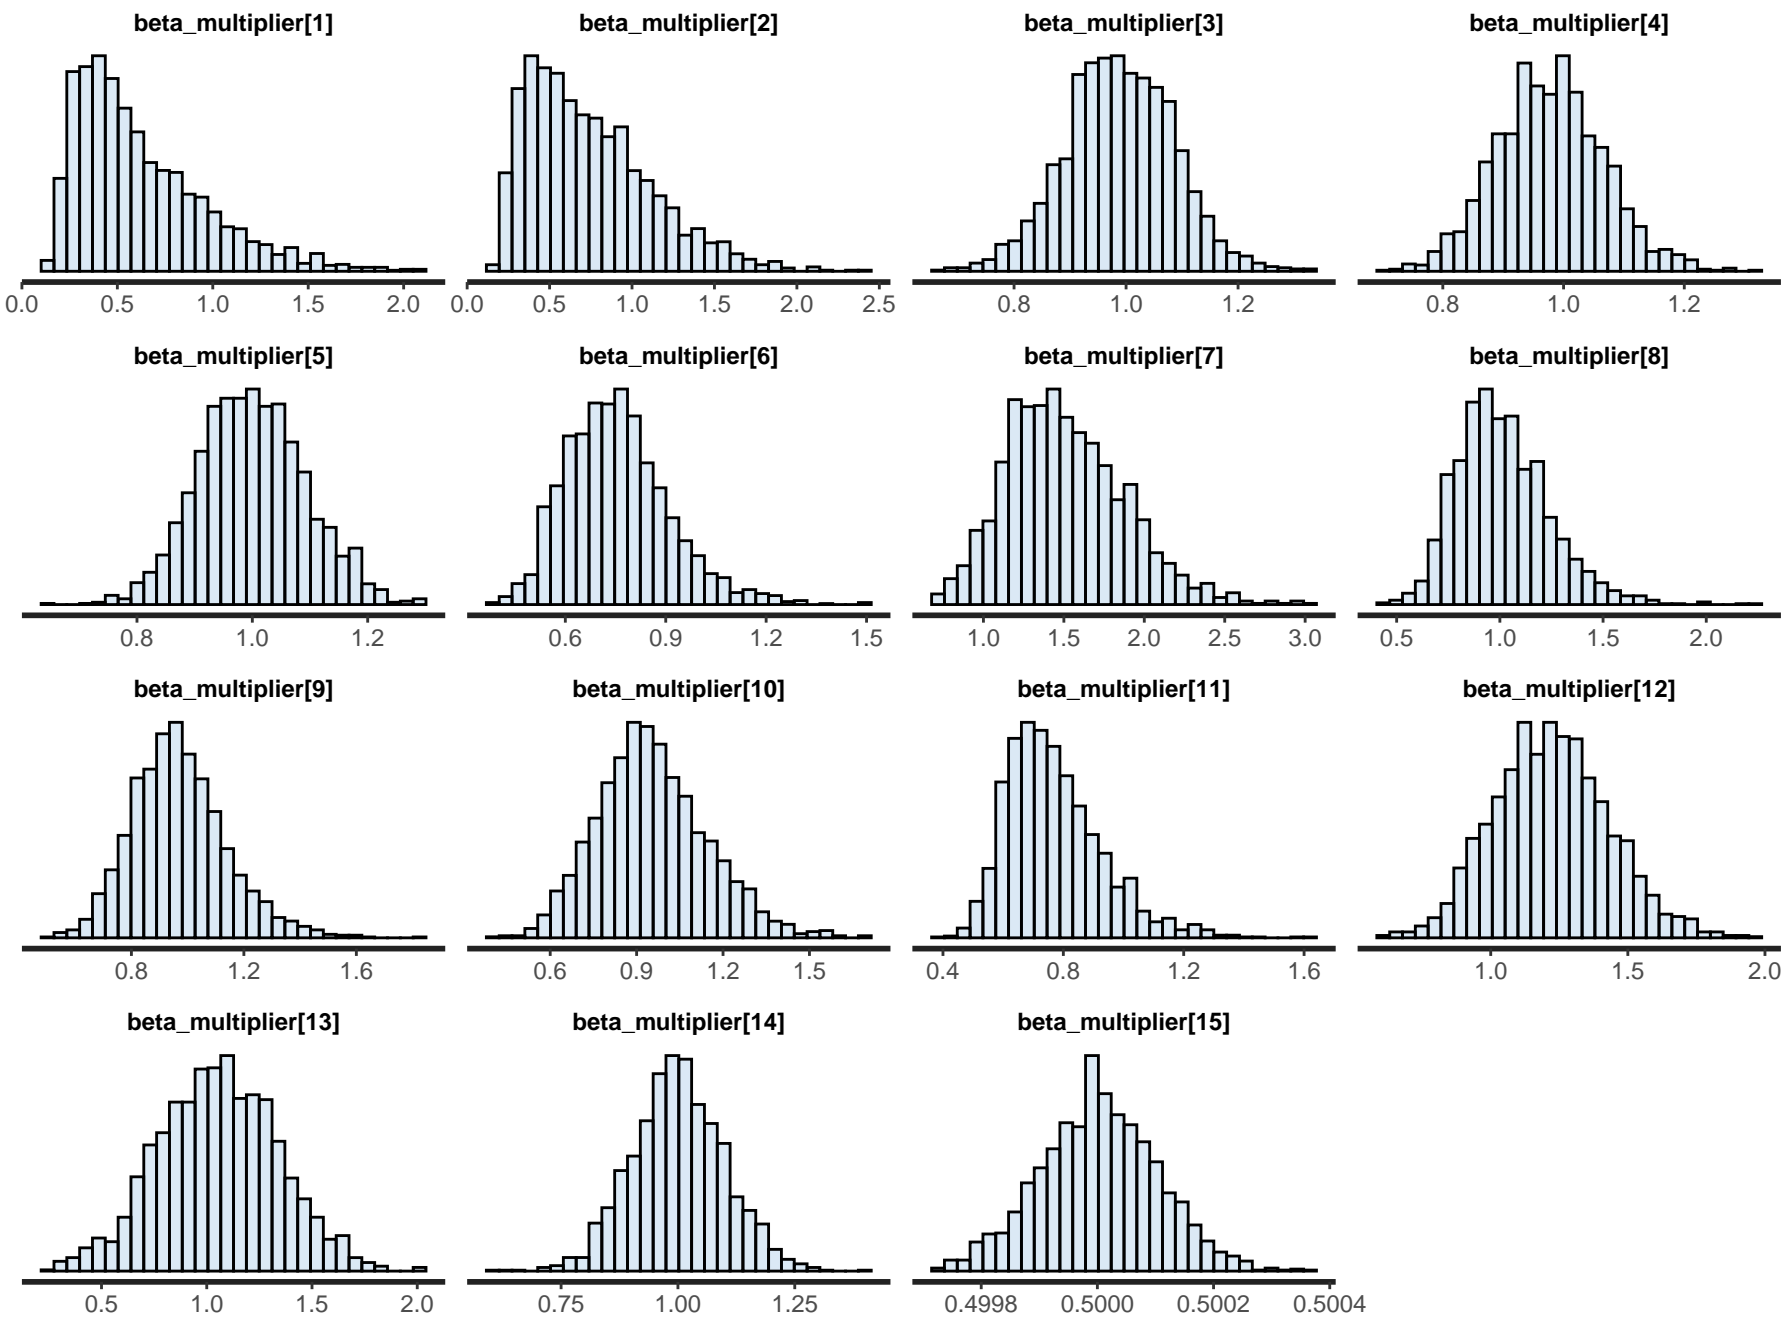 beta_multiplier[1] beta_multiplier[2] beta_multiplier[3] beta_multiplier[4]
0.0 0.5 1.0 1.5 2.0 0.0 0.5 1.0 1.5 2.0 2.5 0.8 1.0 1.2 0.8 1.0 1.2
beta_multiplier[5] beta_multiplier[6] beta_multiplier[7] beta_multiplier[8]
0.8 1.0 1.2 0.6 0.9 1.2 1.5 1.0 1.5 2.0 2.5 3.0 0.5 1.0 1.5 2.0
beta_multiplier[9] beta_multiplier[10] beta_multiplier[11] beta_multiplier[12]
0.8 1.2 1.6 0.6 0.9 1.2 1.5 0.4 0.8 1.2 1.6 1.0 1.5 2.0
beta_multiplier[13] beta_multiplier[14] beta_multiplier[15]
0.5 1.0 1.5 2.0 0.75 1.00 1.25 0.4998 0.5000 0.5002 0.5004